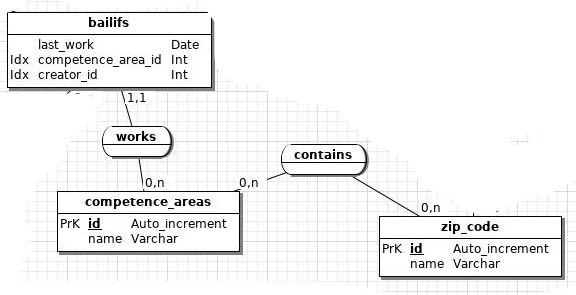 bailifs
last_work Date
Idx competence_area_id Int
Idx creator_id Int
1,1
works
contains
0,n
0,n
competence_areas
PrK id Auto_increment
name Varchar
0,n
zip_code
PrK id Auto_increment
name Varchar